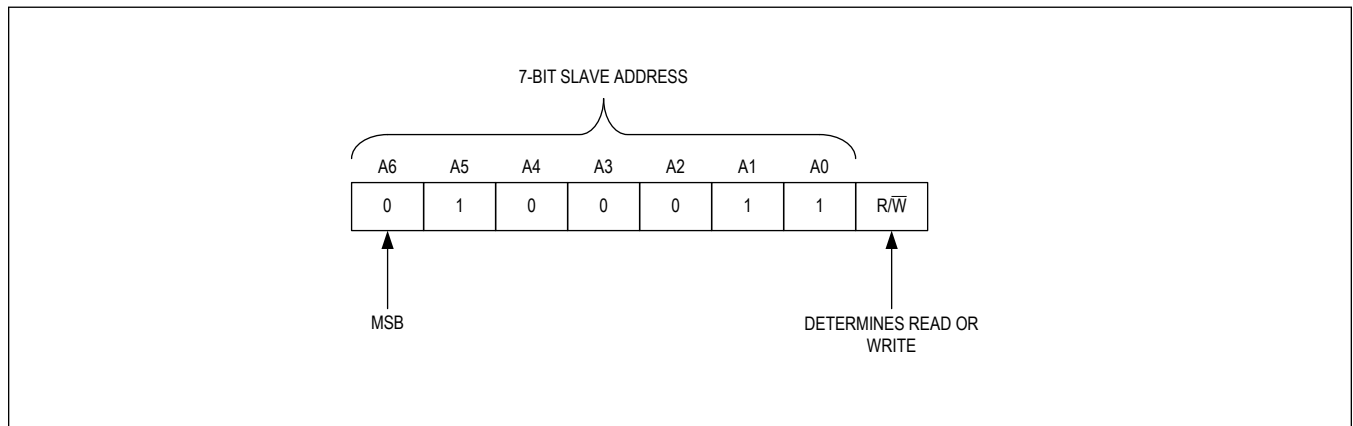 7-BIT SLAVE ADDRESS
A6 A5 A4 A3 A2 A1 A0
0 1 0 0 0 1 1 R/W̅
MSB
DETERMINES READ OR
WRITE